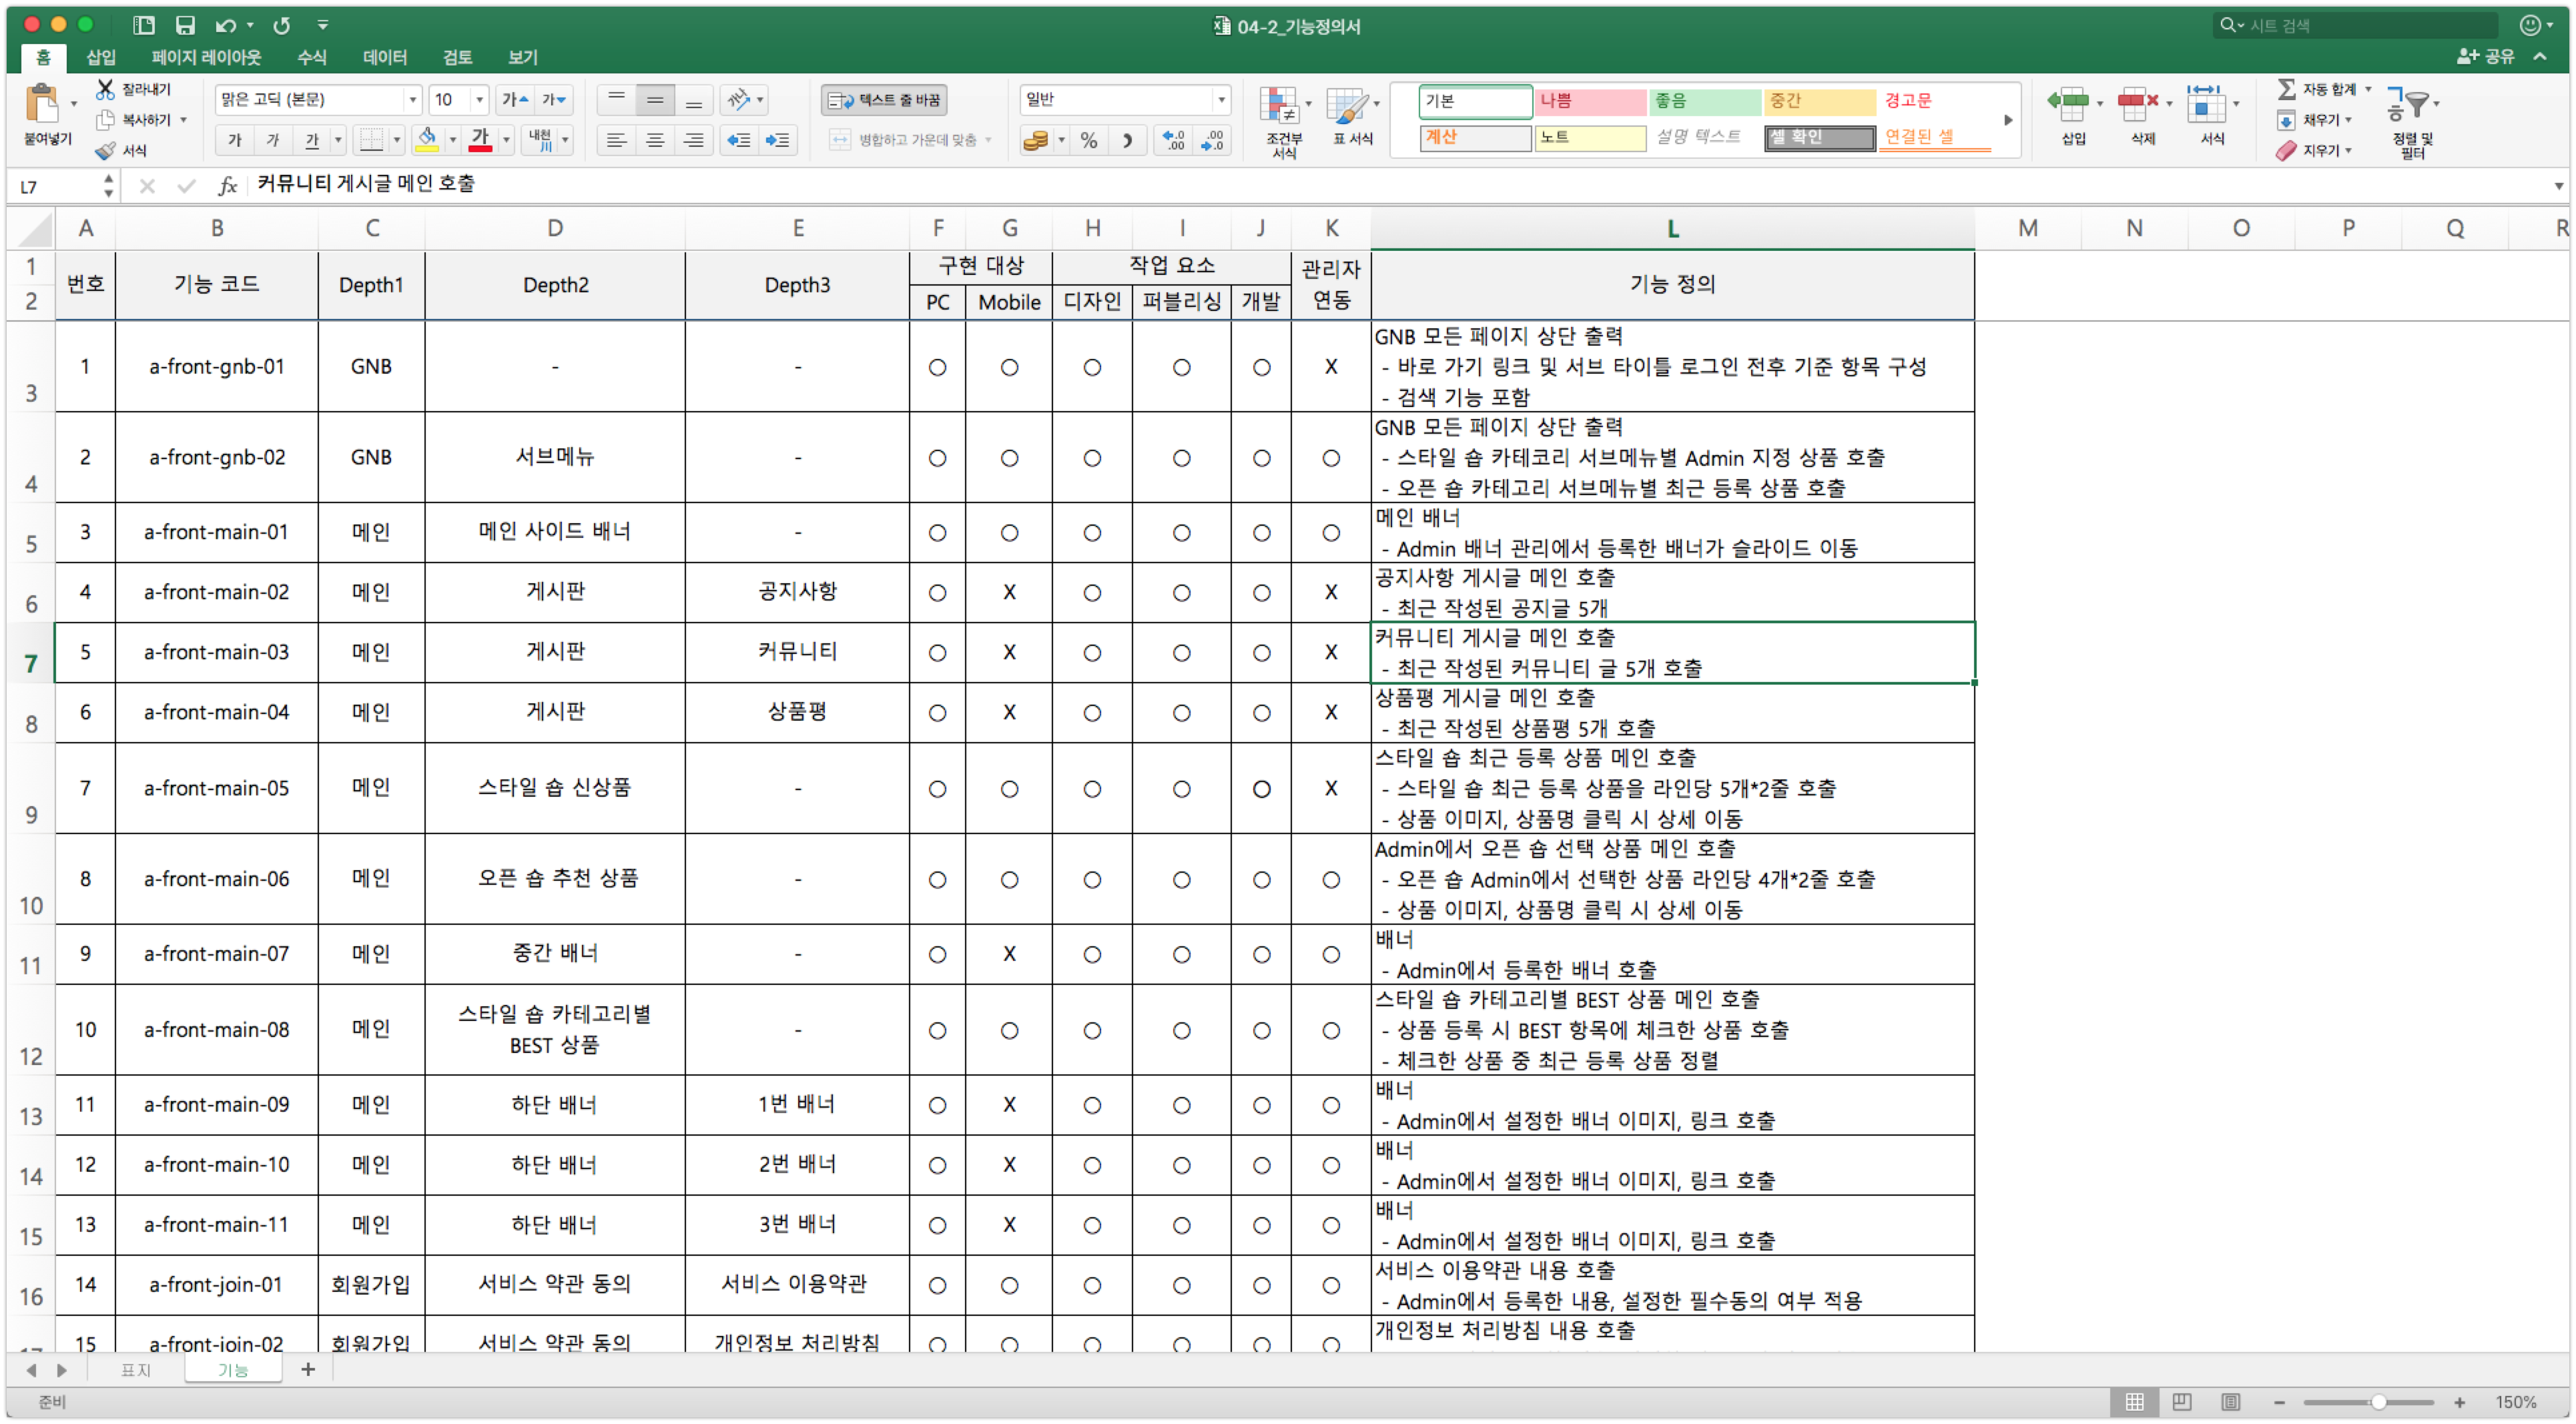 04-2_기능정의서
시트 검색
홈 삽입 페이지 레이아웃 수식 데이터 검토 보기
공유
붙여넣기
잘라내기
복사하기
서식
맑은 고딕 (본문) 10 가 가
가 가 가 가 내천 川
가나
텍스트 줄 바꿈
병합하고 가운데 맞춤
일반
% .0 .00 .00 .0
조건부 서식
표 서식
기본 나쁨 좋음 중간 경고문
계산 노트 설명 텍스트 셀 확인 연결된 셀
삽입 삭제 서식
자동 합계
채우기
지우기
정렬 및 필터
L7 fx 커뮤니티 게시글 메인 호출
A B C D E F G H I J K L M N O P Q R
1 번호 기능 코드 Depth1 Depth2 Depth3 구현 대상 작업 요소 관리자 연동 기능 정의
2 PC Mobile 디자인 퍼블리싱 개발
3 1 a-front-gnb-01 GNB - - ○ ○ ○ ○ ○ X GNB 모든 페이지 상단 출력
- 바로 가기 링크 및 서브 타이틀 로그인 전후 기준 항목 구성
- 검색 기능 포함
4 2 a-front-gnb-02 GNB 서브메뉴 - ○ ○ ○ ○ ○ ○ GNB 모든 페이지 상단 출력
- 스타일 숍 카테코리 서브메뉴별 Admin 지정 상품 호출
- 오픈 숍 카테고리 서브메뉴별 최근 등록 상품 호출
5 3 a-front-main-01 메인 메인 사이드 배너 - ○ ○ ○ ○ ○ ○ 메인 배너
- Admin 배너 관리에서 등록한 배너가 슬라이드 이동
6 4 a-front-main-02 메인 게시판 공지사항 ○ X ○ ○ ○ X 공지사항 게시글 메인 호출
- 최근 작성된 공지글 5개
7 5 a-front-main-03 메인 게시판 커뮤니티 ○ X ○ ○ ○ X 커뮤니티 게시글 메인 호출
- 최근 작성된 커뮤니티 글 5개 호출
8 6 a-front-main-04 메인 게시판 상품평 ○ X ○ ○ ○ X 상품평 게시글 메인 호출
- 최근 작성된 상품평 5개 호출
9 7 a-front-main-05 메인 스타일 숍 신상품 - ○ ○ ○ ○ ○ X 스타일 숍 최근 등록 상품 메인 호출
- 스타일 숍 최근 등록 상품을 라인당 5개*2줄 호출
- 상품 이미지, 상품명 클릭 시 상세 이동
10 8 a-front-main-06 메인 오픈 숍 추천 상품 - ○ ○ ○ ○ ○ ○ Admin에서 오픈 숍 선택 상품 메인 호출
- 오픈 숍 Admin에서 선택한 상품 라인당 4개*2줄 호출
- 상품 이미지, 상품명 클릭 시 상세 이동
11 9 a-front-main-07 메인 중간 배너 - ○ X ○ ○ ○ ○ 배너
- Admin에서 등록한 배너 호출
12 10 a-front-main-08 메인 스타일 숍 카테고리별 BEST 상품 - ○ ○ ○ ○ ○ ○ 스타일 숍 카테고리별 BEST 상품 메인 호출
- 상품 등록 시 BEST 항목에 체크한 상품 호출
- 체크한 상품 중 최근 등록 상품 정렬
13 11 a-front-main-09 메인 하단 배너 1번 배너 ○ X ○ ○ ○ ○ 배너
- Admin에서 설정한 배너 이미지, 링크 호출
14 12 a-front-main-10 메인 하단 배너 2번 배너 ○ X ○ ○ ○ ○ 배너
- Admin에서 설정한 배너 이미지, 링크 호출
15 13 a-front-main-11 메인 하단 배너 3번 배너 ○ X ○ ○ ○ ○ 배너
- Admin에서 설정한 배너 이미지, 링크 호출
16 14 a-front-join-01 회원가입 서비스 약관 동의 서비스 이용약관 ○ ○ ○ ○ ○ ○ 서비스 이용약관 내용 호출
- Admin에서 등록한 내용, 설정한 필수동의 여부 적용
15 a-front-join-02 회원가입 서비스 약관 동의 개인정보 처리방침 ○ ○ ○ ○ ○ ○ 개인정보 처리방침 내용 호출
표지 기능 +
준비
150%